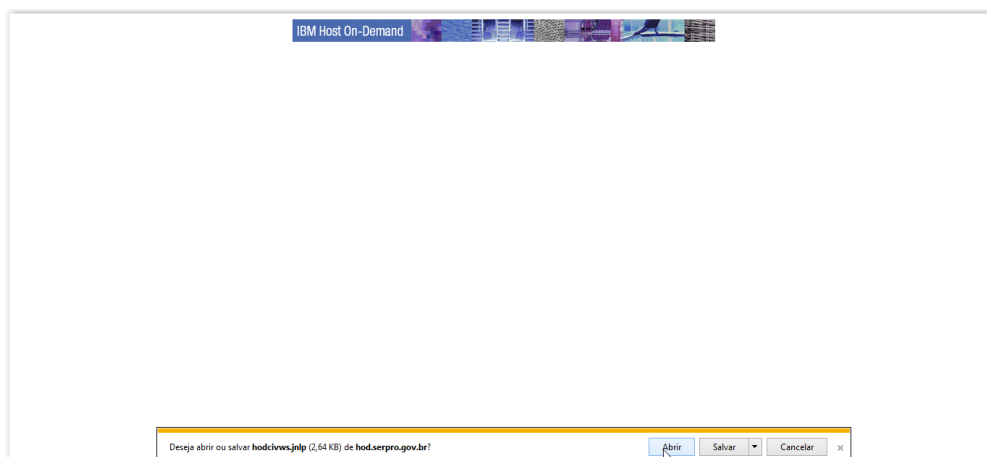 IBM Host On-Demand
Deseja abrir ou salvar hodcivws.jnlp (2,64 KB) de hod.serpro.gov.br?
Abrir
Salvar
Cancelar